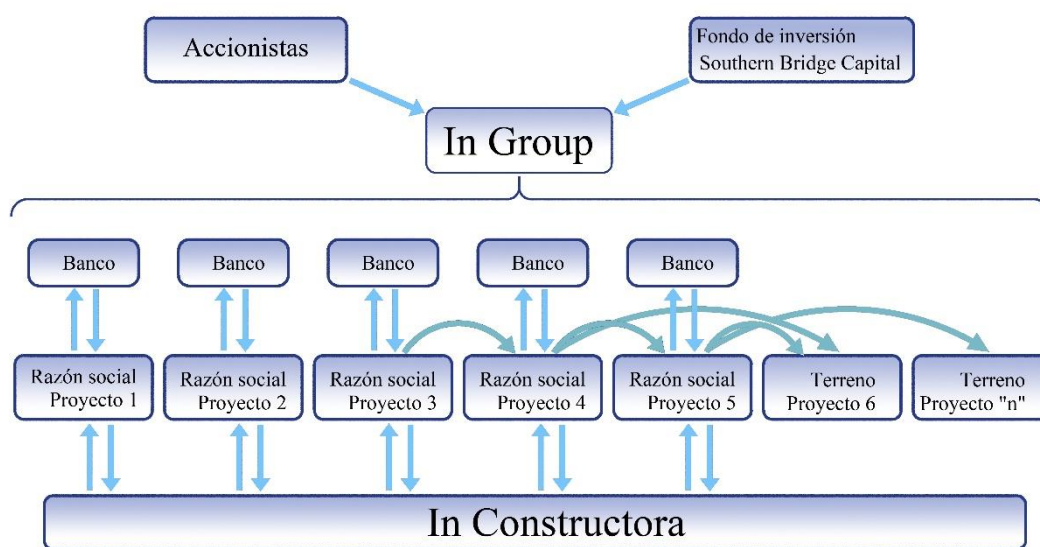 Accionistas
Fondo de inversión
Southern Bridge Capital
In Group
Banco
Banco
Banco
Banco
Banco
Razón social
Proyecto 1
Razón social
Proyecto 2
Razón social
Proyecto 3
Razón social
Proyecto 4
Razón social
Proyecto 5
Terreno
Proyecto 6
Terreno
Proyecto "n"
In Constructora